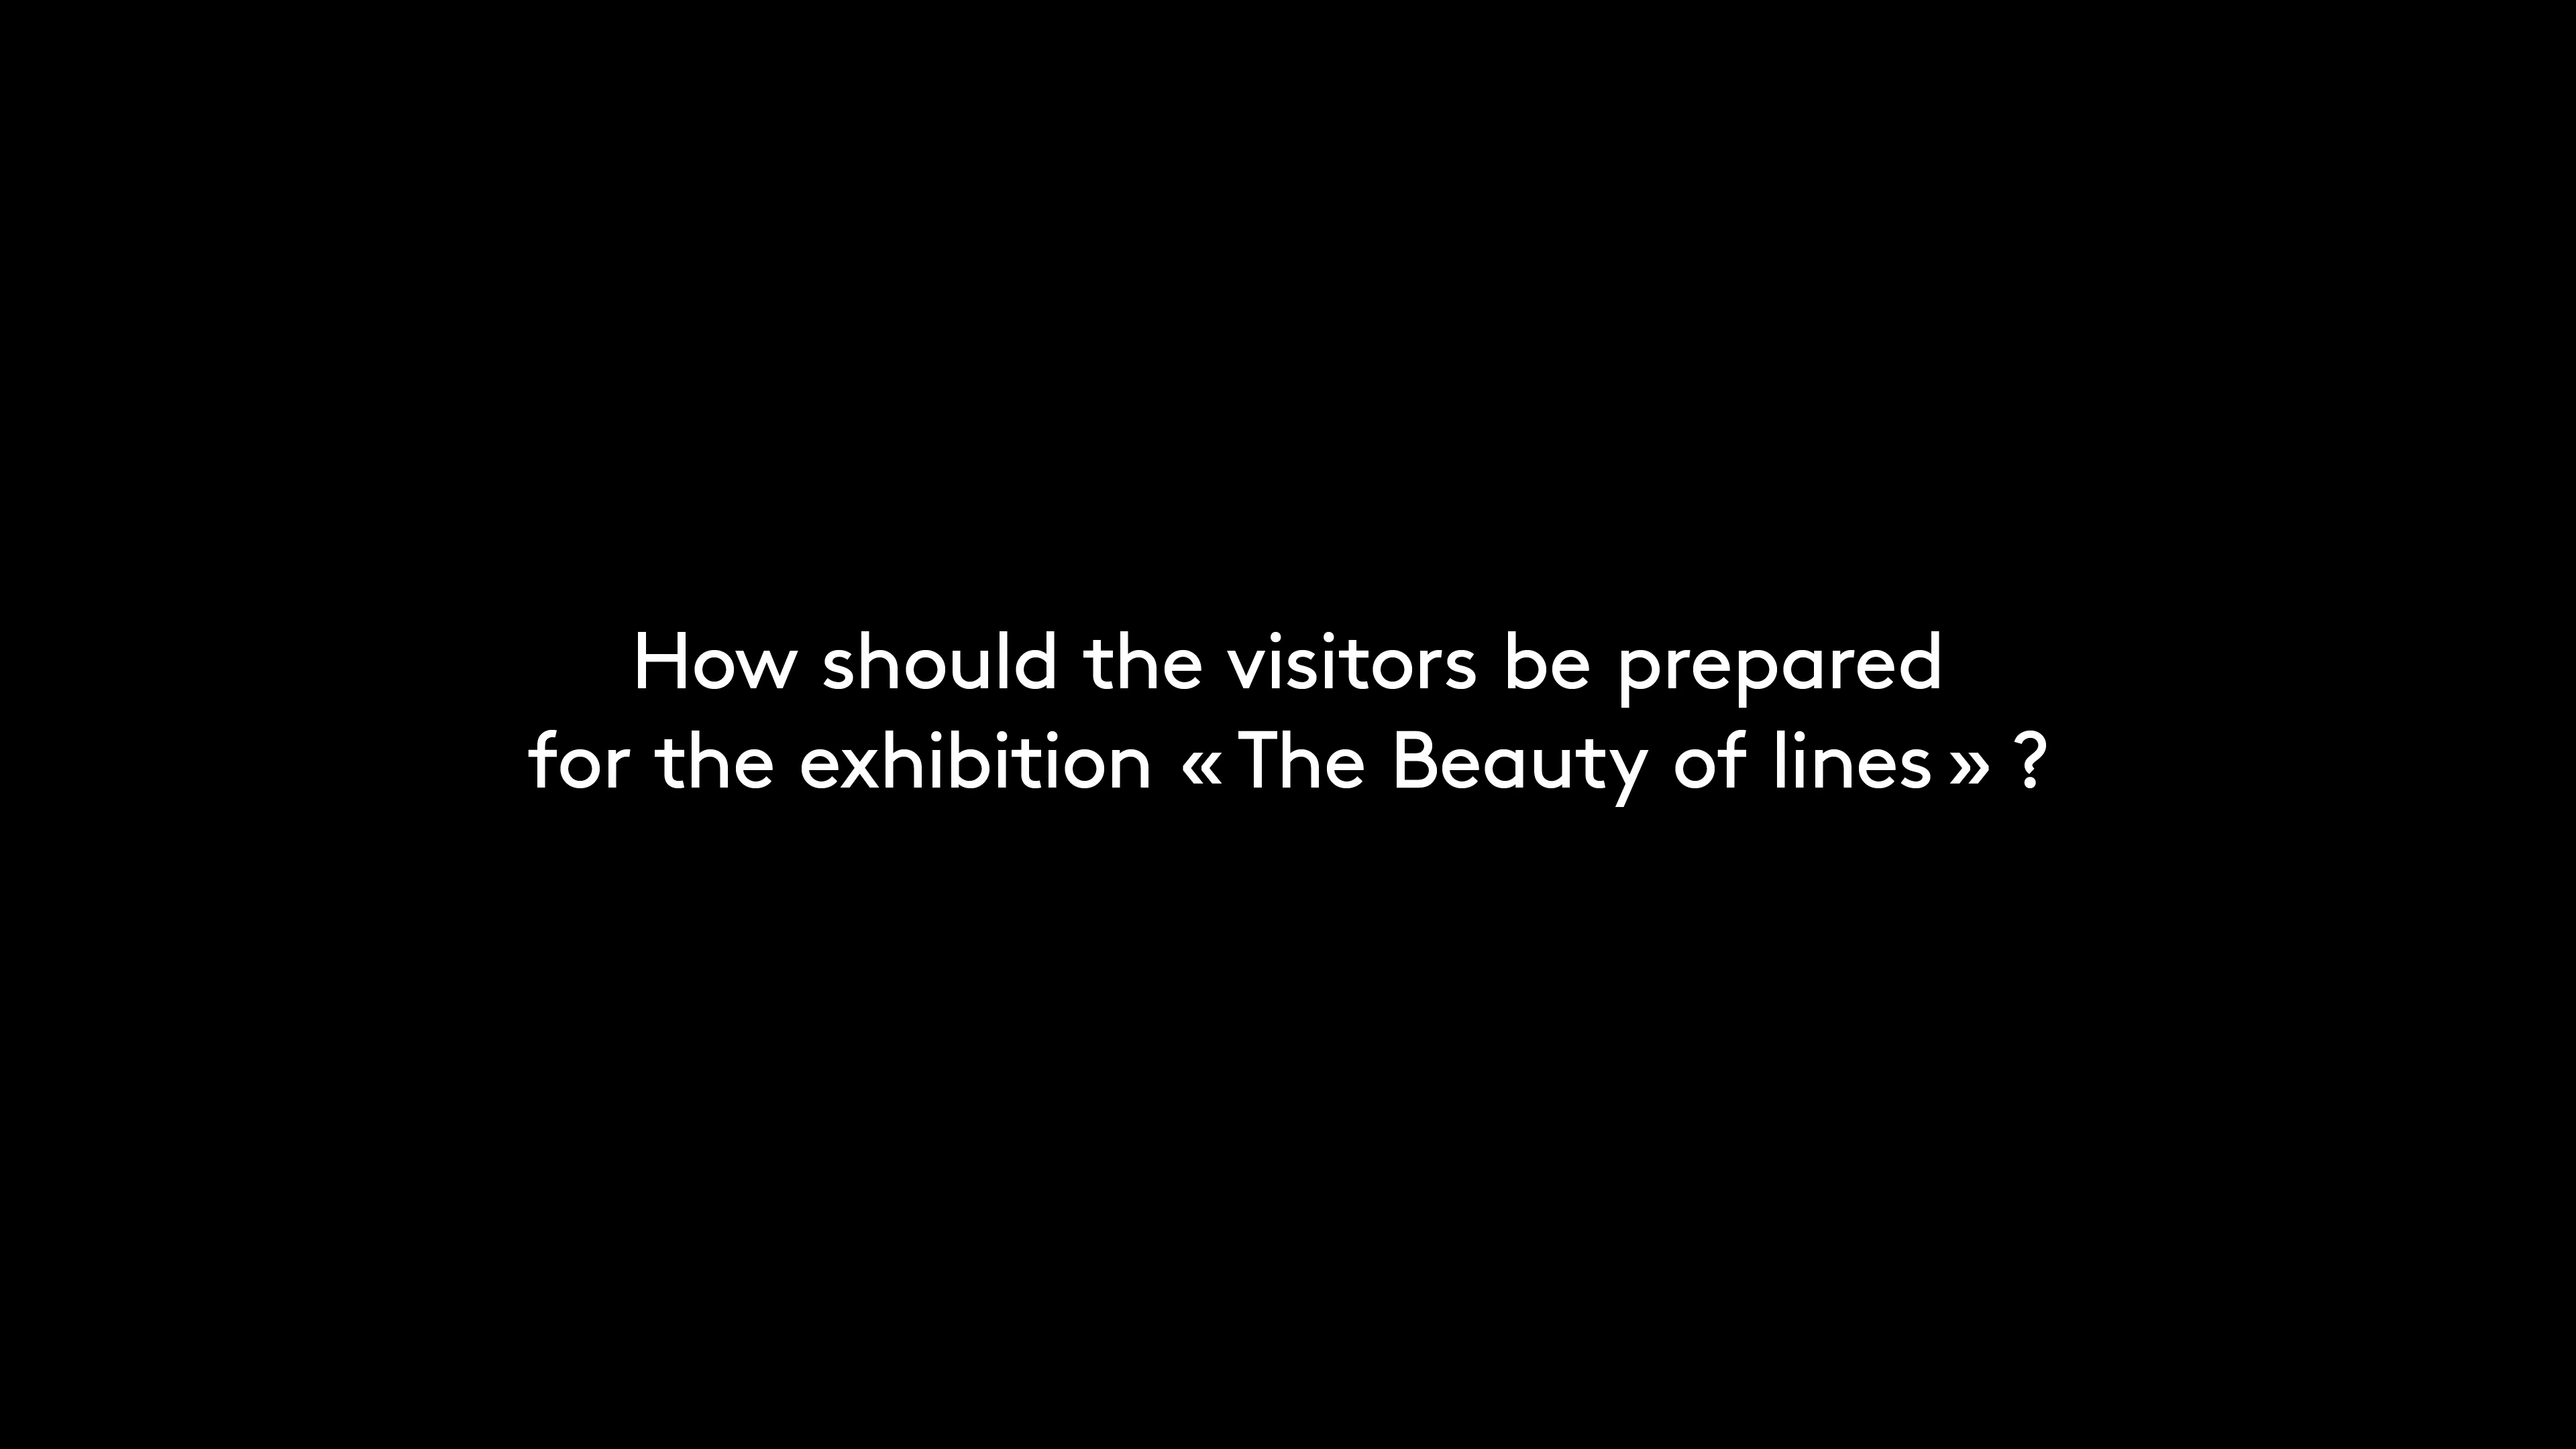 How should the visitors be prepared
for the exhibition « The Beauty of lines » ?